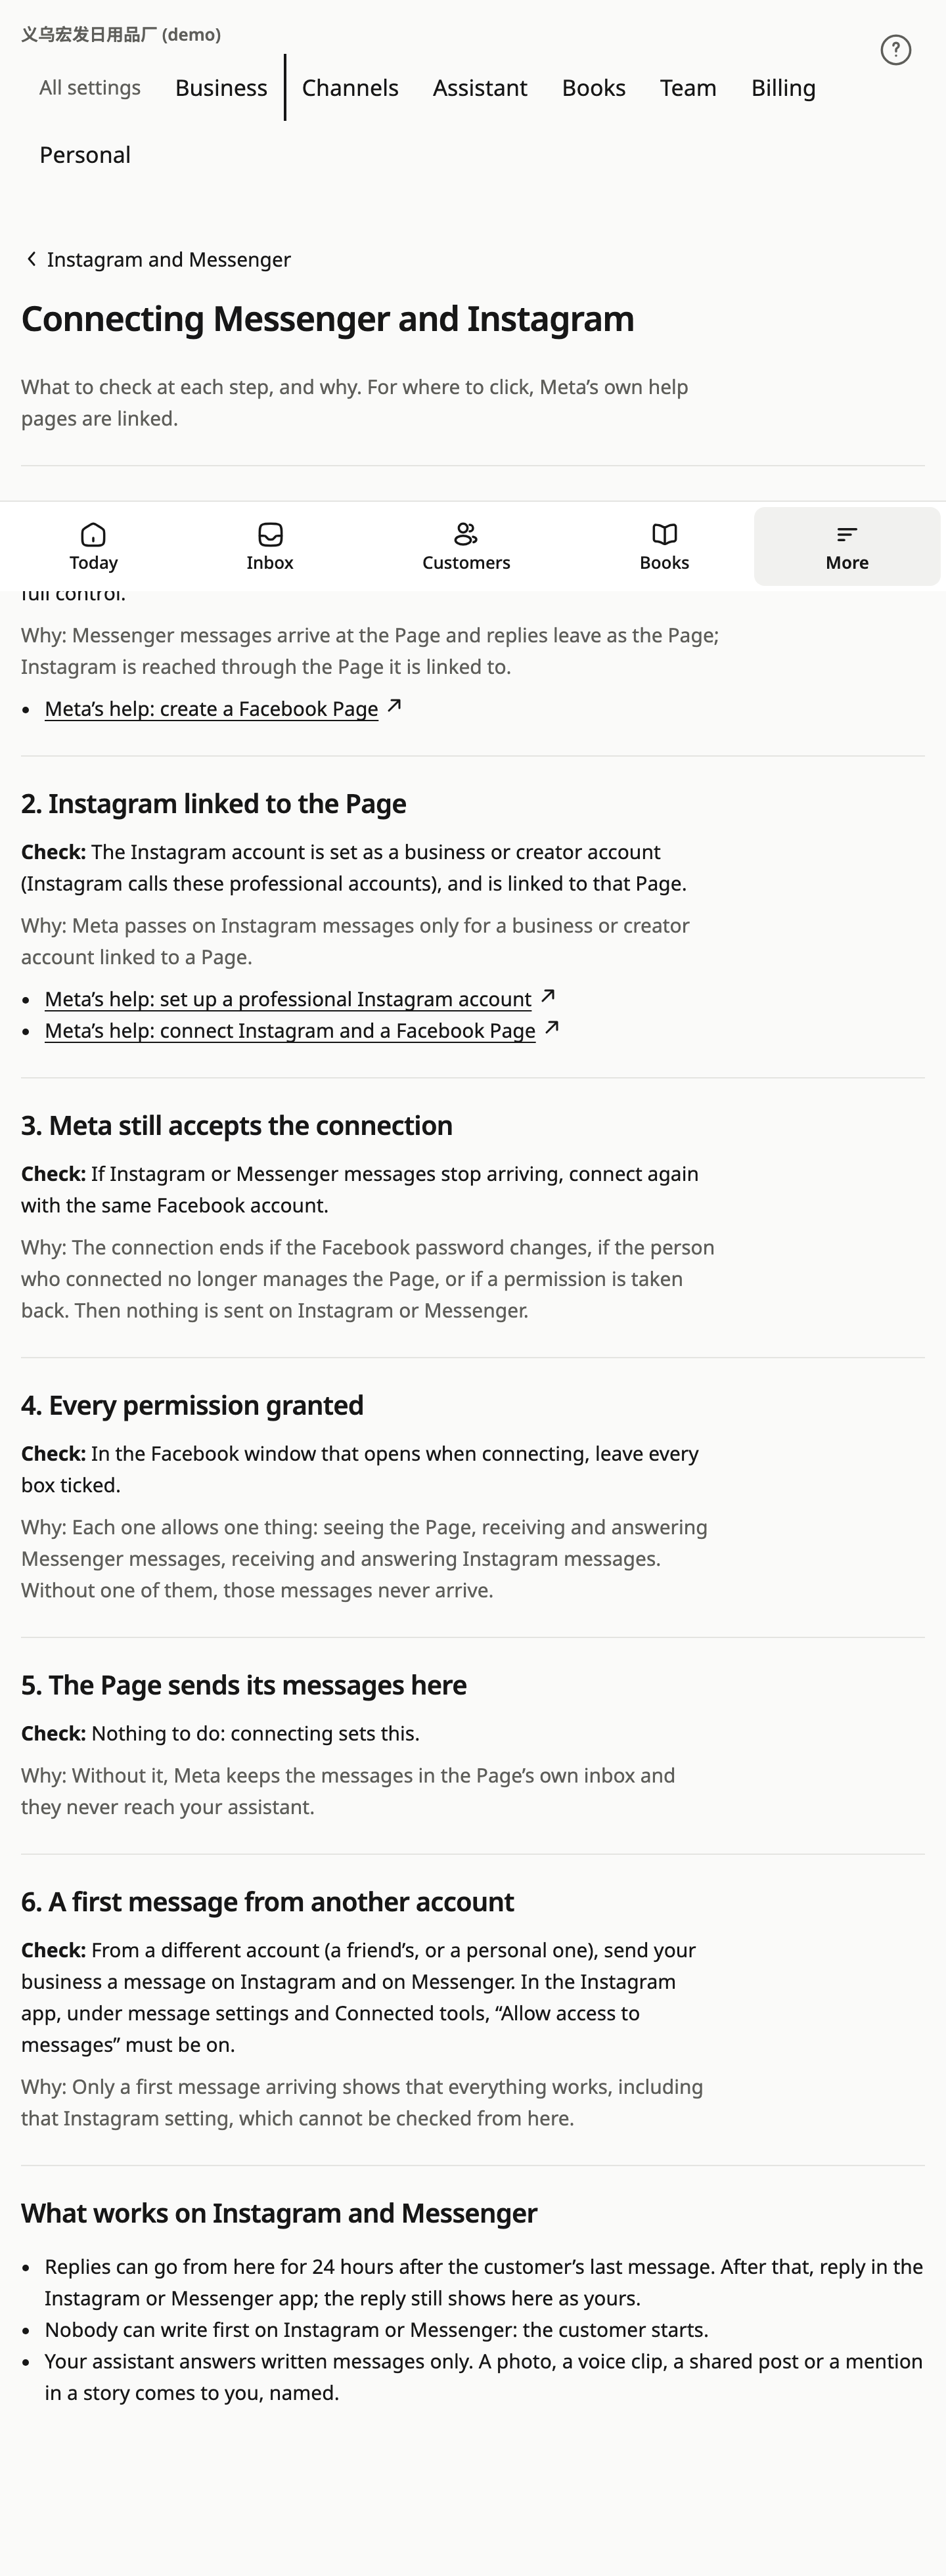 义乌宏发日用品厂 (demo)
All settings
Business
Channels
Assistant
Books
Team
Billing
Personal
Instagram and Messenger
Connecting Messenger and Instagram
What to check at each step, and why. For where to click, Meta’s own help
pages are linked.
Today
Inbox
Customers
Books
More
full control.
Why: Messenger messages arrive at the Page and replies leave as the Page;
Instagram is reached through the Page it is linked to.
• Meta’s help: create a Facebook Page
2. Instagram linked to the Page
Check: The Instagram account is set as a business or creator account
(Instagram calls these professional accounts), and is linked to that Page.
Why: Meta passes on Instagram messages only for a business or creator
account linked to a Page.
• Meta’s help: set up a professional Instagram account
• Meta’s help: connect Instagram and a Facebook Page
3. Meta still accepts the connection
Check: If Instagram or Messenger messages stop arriving, connect again
with the same Facebook account.
Why: The connection ends if the Facebook password changes, if the person
who connected no longer manages the Page, or if a permission is taken
back. Then nothing is sent on Instagram or Messenger.
4. Every permission granted
Check: In the Facebook window that opens when connecting, leave every
box ticked.
Why: Each one allows one thing: seeing the Page, receiving and answering
Messenger messages, receiving and answering Instagram messages.
Without one of them, those messages never arrive.
5. The Page sends its messages here
Check: Nothing to do: connecting sets this.
Why: Without it, Meta keeps the messages in the Page’s own inbox and
they never reach your assistant.
6. A first message from another account
Check: From a different account (a friend’s, or a personal one), send your
business a message on Instagram and on Messenger. In the Instagram
app, under message settings and Connected tools, “Allow access to
messages” must be on.
Why: Only a first message arriving shows that everything works, including
that Instagram setting, which cannot be checked from here.
What works on Instagram and Messenger
• Replies can go from here for 24 hours after the customer’s last message. After that, reply in the
Instagram or Messenger app; the reply still shows here as yours.
• Nobody can write first on Instagram or Messenger: the customer starts.
• Your assistant answers written messages only. A photo, a voice clip, a shared post or a mention
in a story comes to you, named.